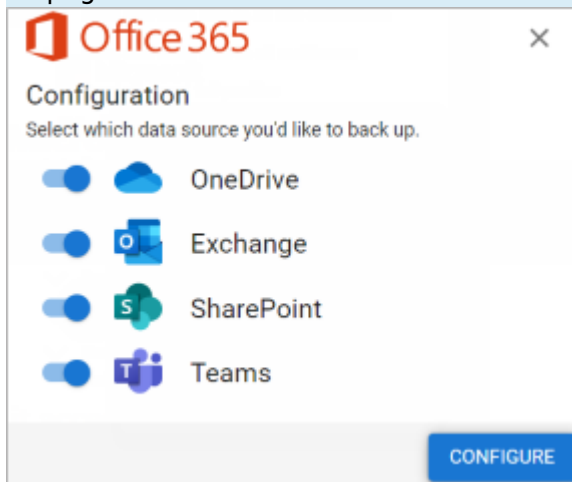 Office 365
Configuration
Select which data source you'd like to back up.
OneDrive
Exchange
SharePoint
Teams
CONFIGURE